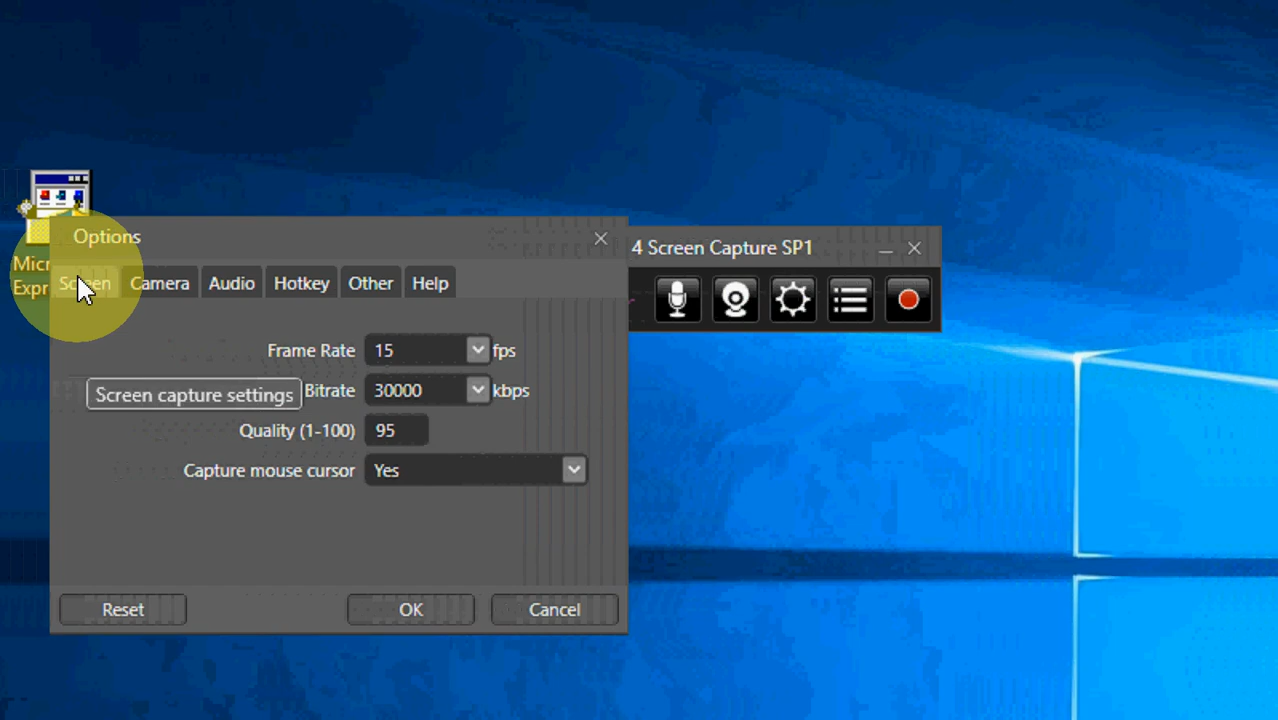 Micr
Expr
Options
4 Screen Capture SP1
Screen Camera Audio Hotkey Other Help
Frame Rate 15 fps
Screen capture settings
Bitrate 30000 kbps
Quality (1-100) 95
Capture mouse cursor Yes
Reset OK Cancel